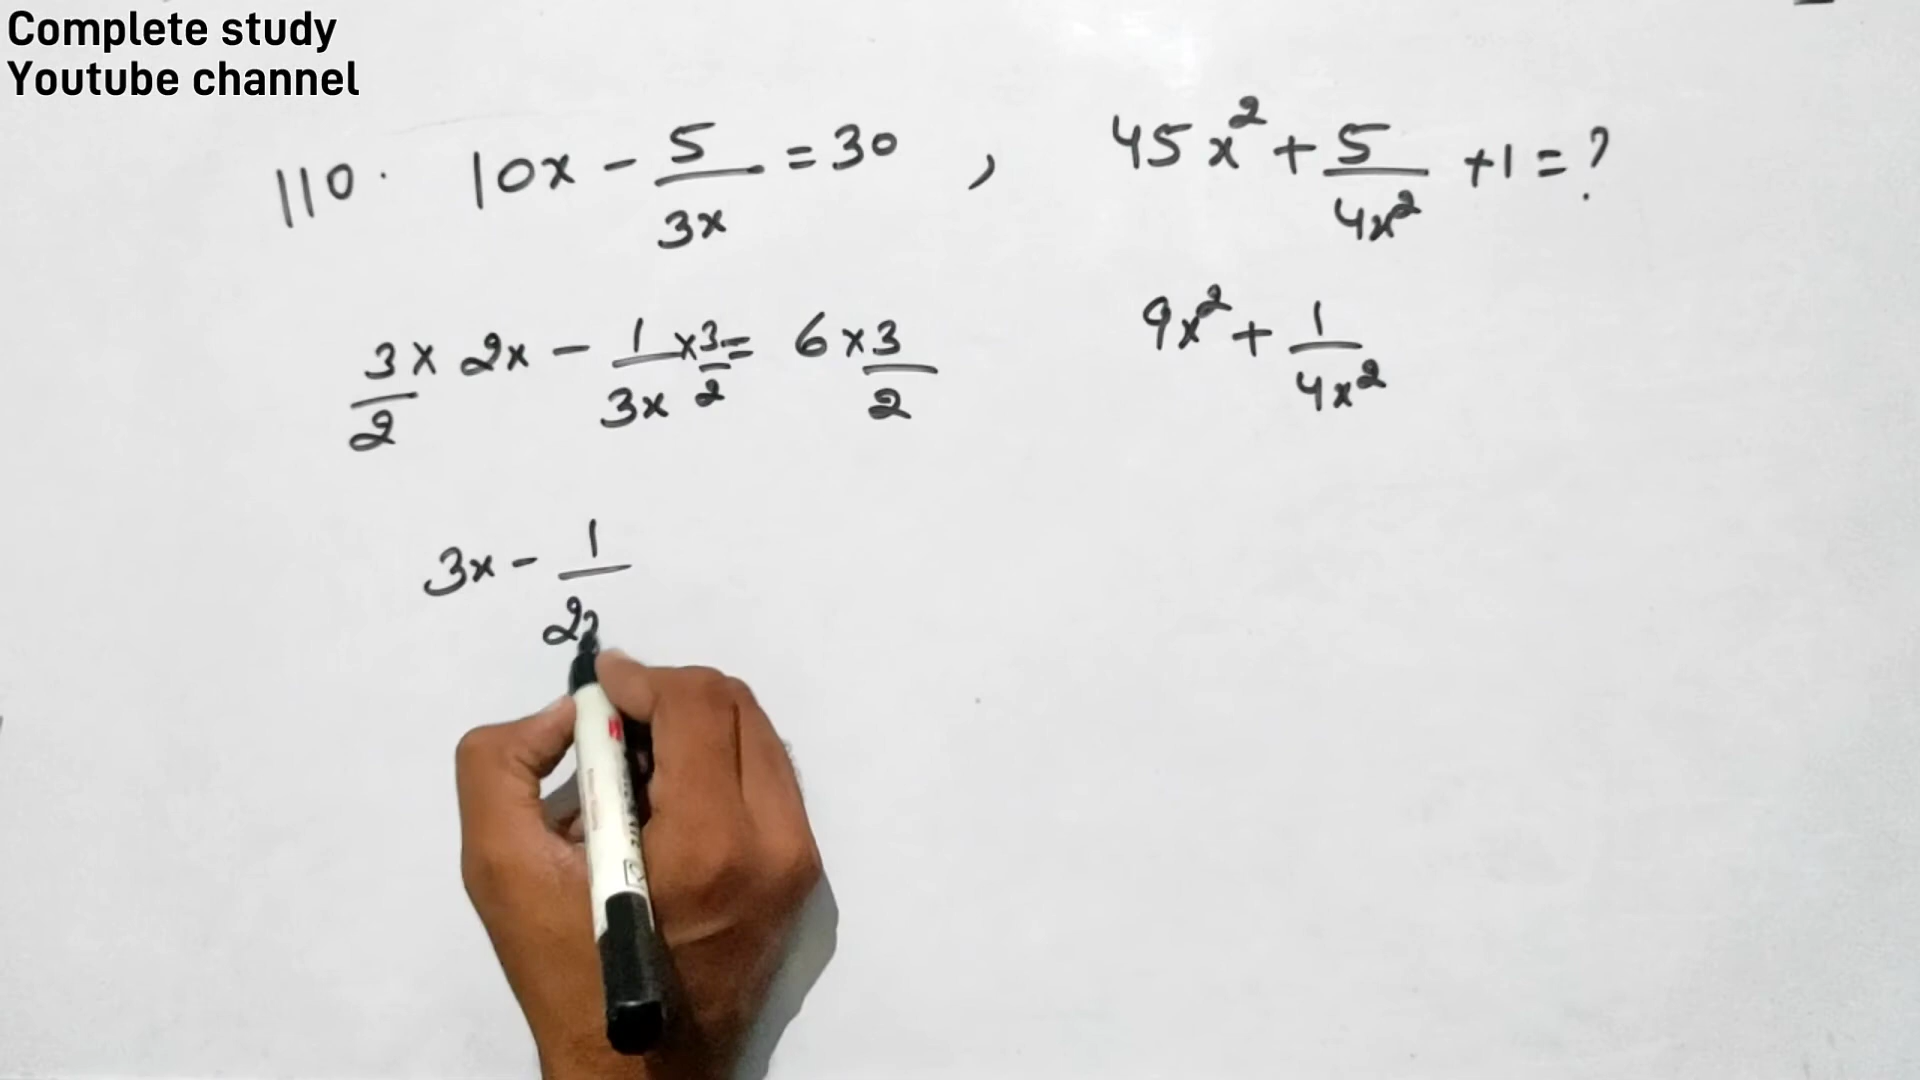 Complete study
Youtube channel
110. 10x - 5/3x = 30 , 45x² + 5/4x² + 1 = ?
3/2 × 2x - 1/3x × 3/2 = 6 × 3/2
9x² + 1/4x²
3x - 1/2x